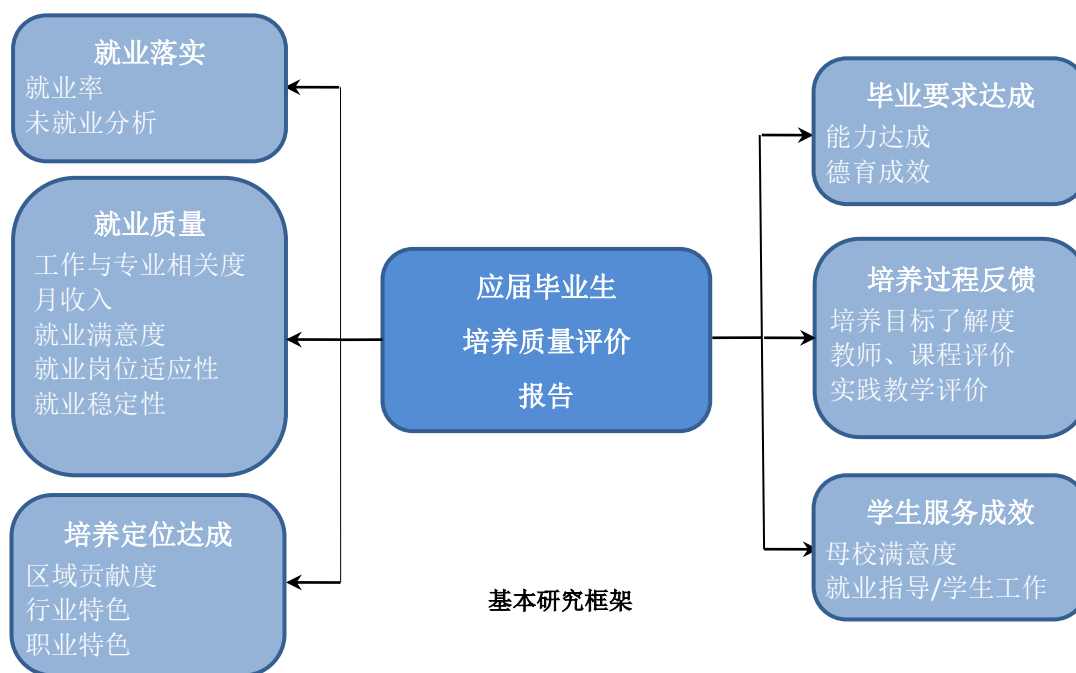 就业落实
就业率
未就业分析
就业质量
工作与专业相关度
月收入
就业满意度
就业岗位适应性
就业稳定性
培养定位达成
区域贡献度
行业特色
职业特色
应届毕业生
培养质量评价
报告
基本研究框架
毕业要求达成
能力达成
德育成效
培养过程反馈
培养目标了解度
教师、课程评价
实践教学评价
学生服务成效
母校满意度
就业指导/学生工作